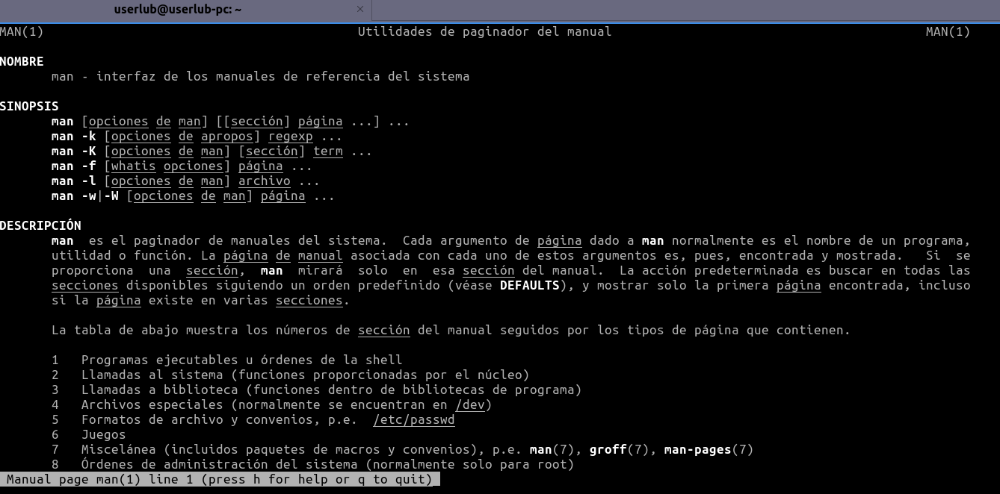 userlub@userlub-pc: ~ ×
MAN(1) Utilidades de paginador del manual MAN(1)
NOMBRE
man - interfaz de los manuales de referencia del sistema
SINOPSIS
man [opciones de man] [[sección] página ...] ...
man -k [opciones de apropos] regexp ...
man -K [opciones de man] [sección] term ...
man -f [whatis opciones] página ...
man -l [opciones de man] archivo ...
man -w|-W [opciones de man] página ...
DESCRIPCIÓN
man es el paginador de manuales del sistema. Cada argumento de página dado a man normalmente es el nombre de un programa,
utilidad o función. La página de manual asociada con cada uno de estos argumentos es, pues, encontrada y mostrada. Si se
proporciona una sección, man mirará solo en esa sección del manual. La acción predeterminada es buscar en todas las
secciones disponibles siguiendo un orden predefinido (véase DEFAULTS), y mostrar solo la primera página encontrada, incluso
si la página existe en varias secciones.
La tabla de abajo muestra los números de sección del manual seguidos por los tipos de página que contienen.
1 Programas ejecutables u órdenes de la shell
2 Llamadas al sistema (funciones proporcionadas por el núcleo)
3 Llamadas a biblioteca (funciones dentro de bibliotecas de programa)
4 Archivos especiales (normalmente se encuentran en /dev)
5 Formatos de archivo y convenios, p.e. /etc/passwd
6 Juegos
7 Miscelánea (incluidos paquetes de macros y convenios), p.e. man(7), groff(7), man-pages(7)
8 Órdenes de administración del sistema (normalmente solo para root)
Manual page man(1) line 1 (press h for help or q to quit)